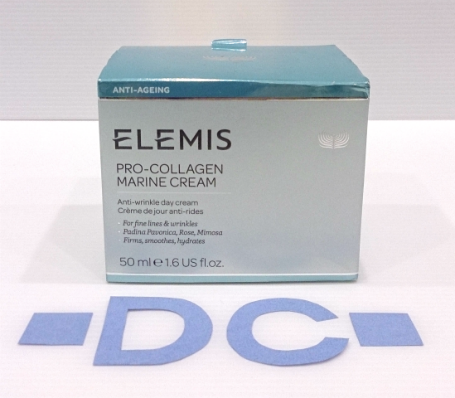 ANTI-AGEING
ELEMIS
PRO-COLLAGEN
MARINE CREAM
Anti-wrinkle day cream
Crème de jour anti-rides
· For fine lines & wrinkles
· Padina Pavonica, Rose, Mimosa
· Firms, smoothes, hydrates
50 ml e 1.6 US fl.oz.
DC